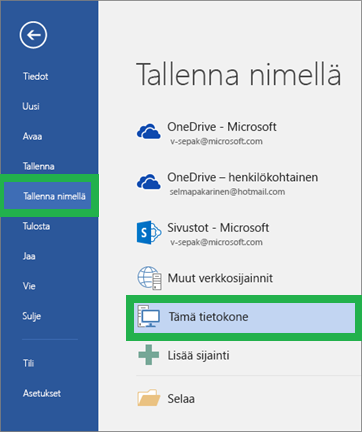 Tiedot
Uusi
Avaa
Tallenna
Tallenna nimellä
Tulosta
Jaa
Vie
Sulje
Tili
Asetukset
Tallenna nimellä
OneDrive - Microsoft
v-sepak@microsoft.com
OneDrive – henkilökohtainen
selmapakarinen@hotmail.com
Sivustot - Microsoft
v-sepak@microsoft.com
Muut verkkosijainnit
Tämä tietokone
Lisää sijainti
Selaa